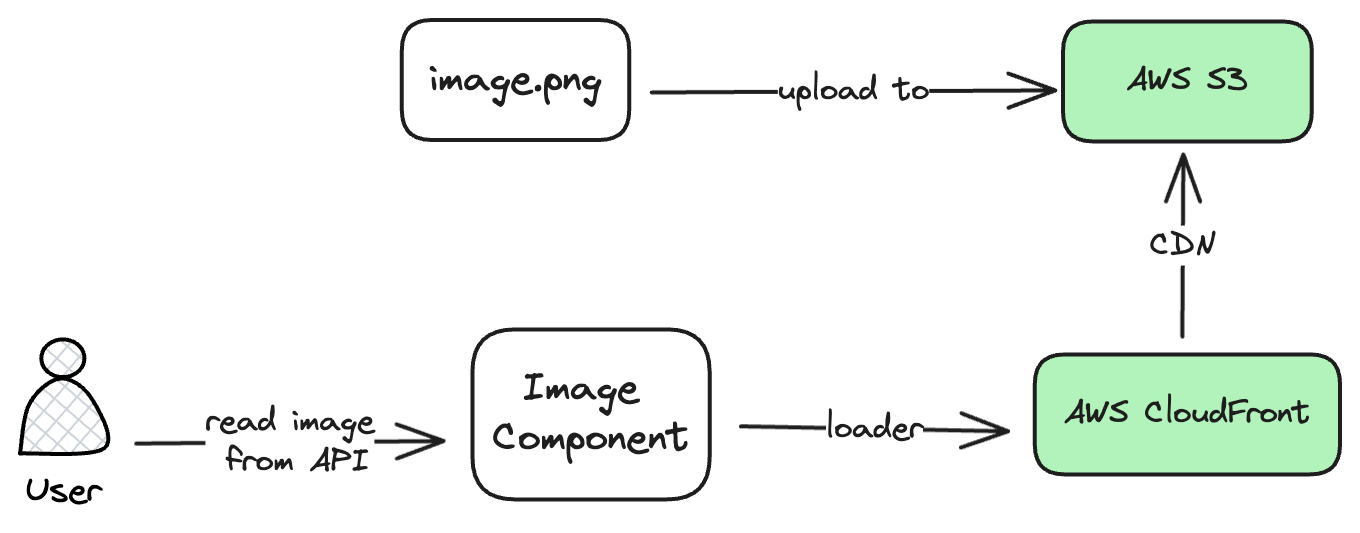 image.png
upload to
AWS S3
CDN
User
read image
from API
Image
Component
loader
AWS CloudFront